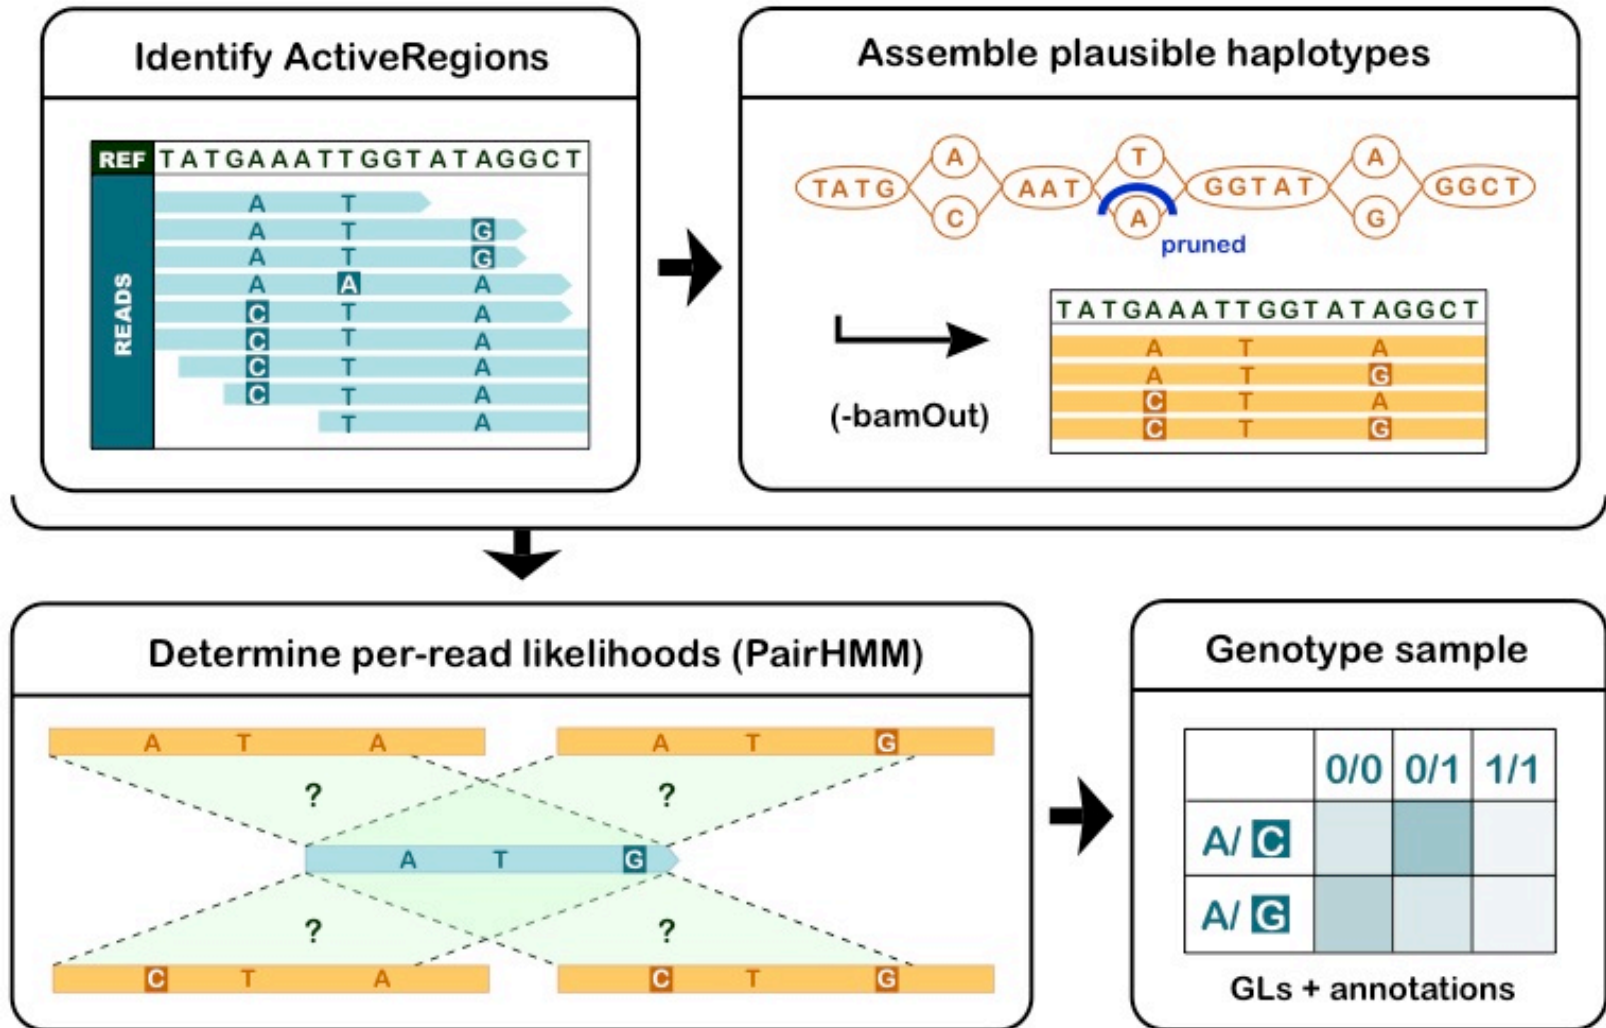 Identify ActiveRegions
REF TATGAAATTGGTATAGGCT
READS
A T
A T G
A T G
A A A
C T A
C T A
C T A
C T A
T A
Assemble plausible haplotypes
A T A
TATG AAT GGTAT GGCT
C A G
pruned
(-bamOut)
TATGAAATTGGTATAGGCT
A T A
A T G
C T A
C T G
Determine per-read likelihoods (PairHMM)
A T A A T G
? ?
A T G
? ?
C T A C T G
Genotype sample
0/0 0/1 1/1
A/ C
A/ G
GLs + annotations